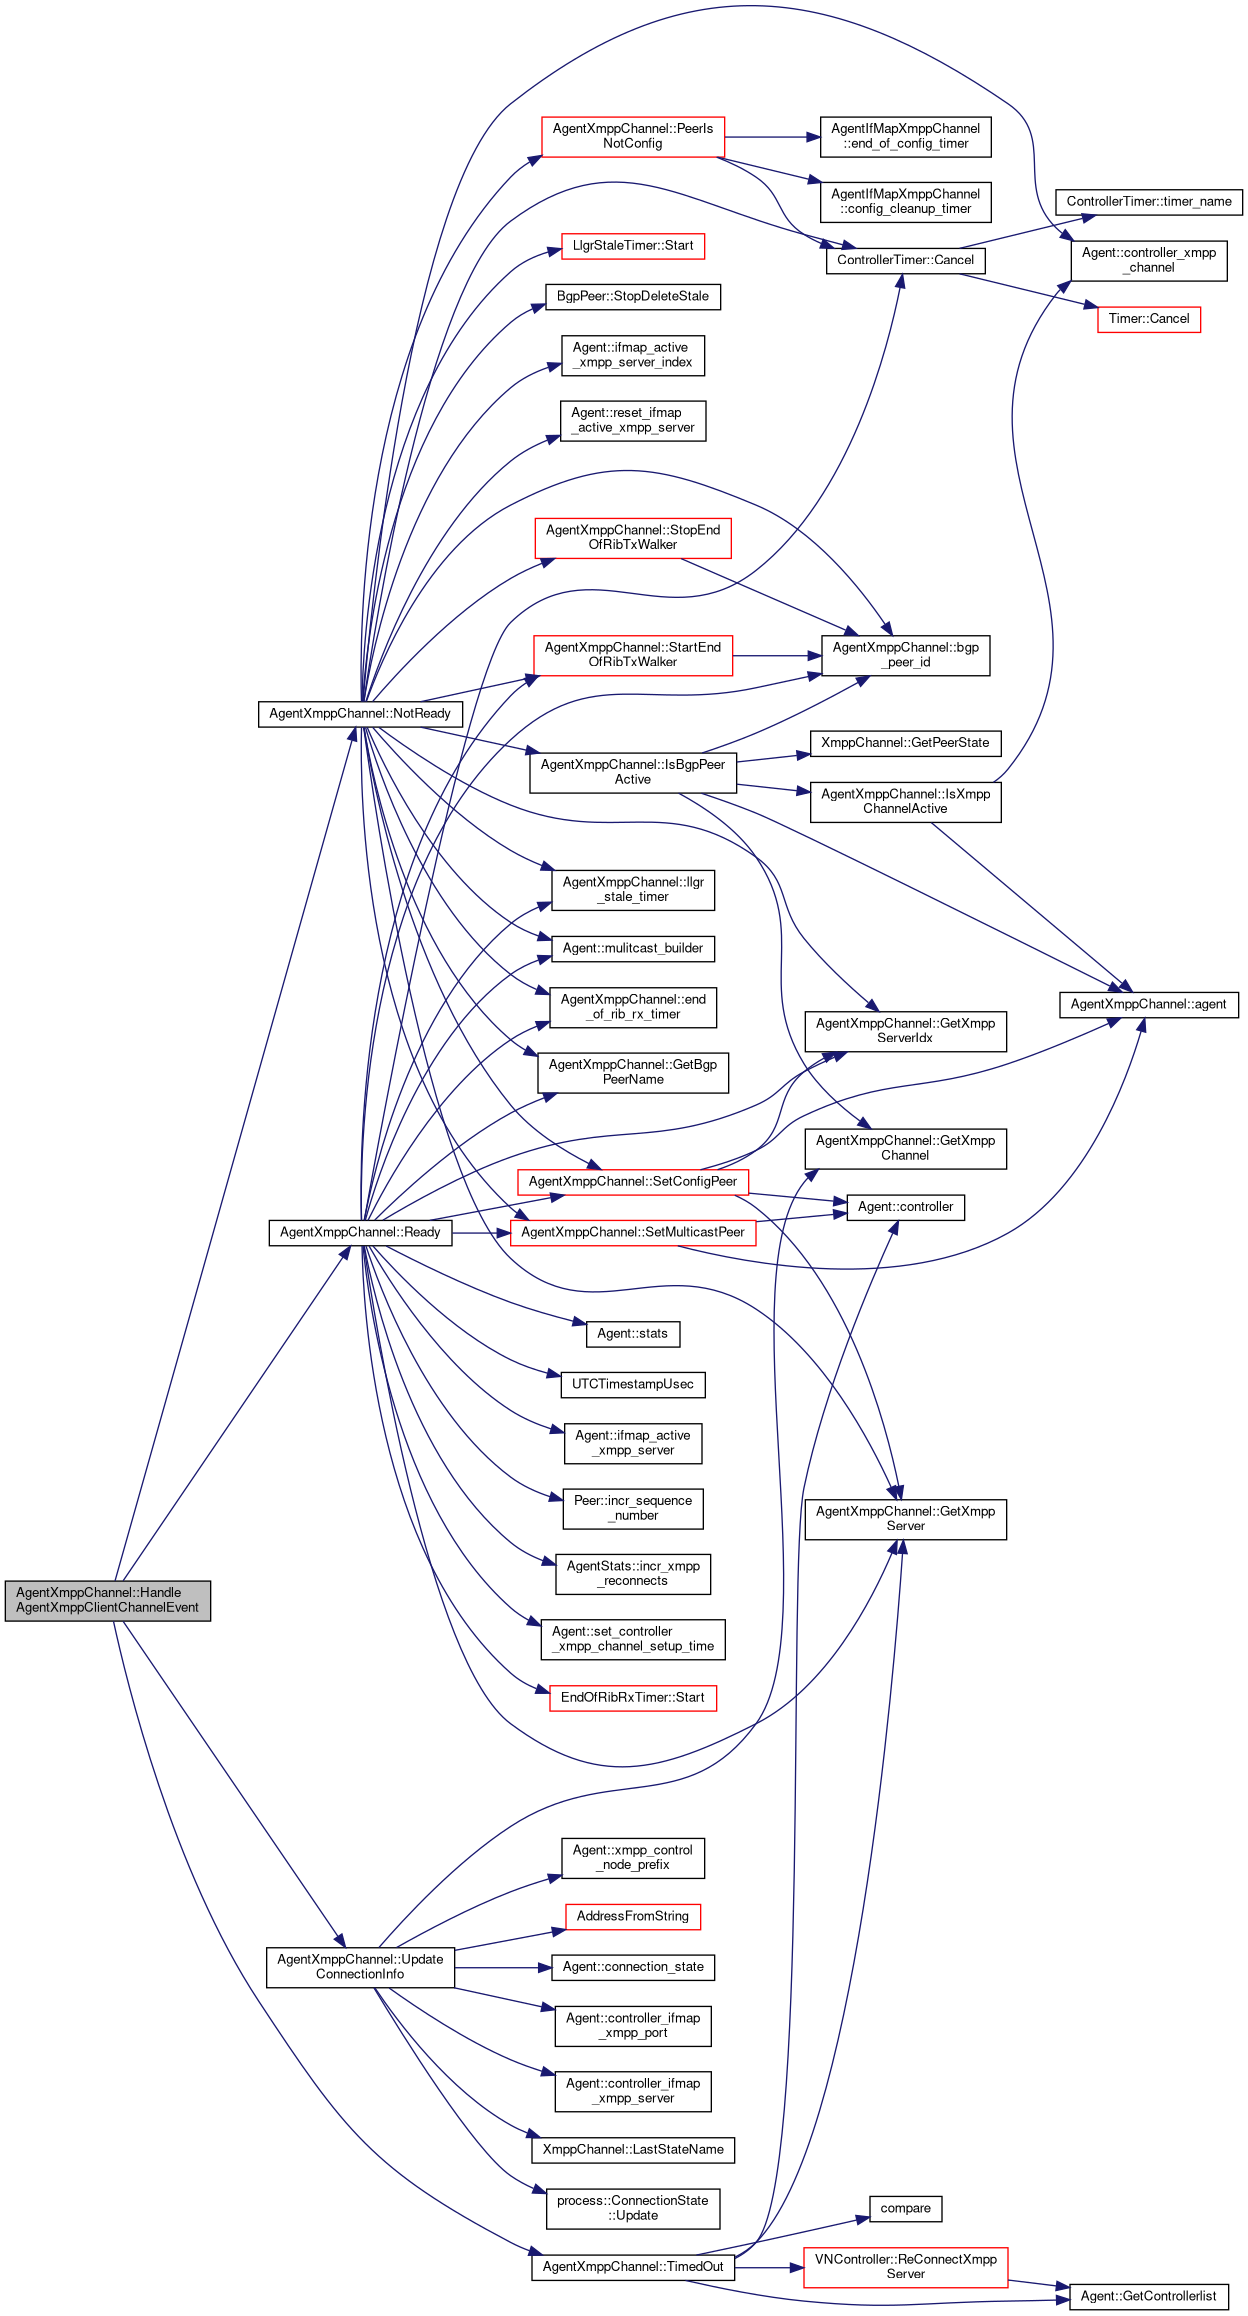 AgentXmppChannel::PeerIs
NotConfig
AgentIfMapXmppChannel
::end_of_config_timer
AgentIfMapXmppChannel
::config_cleanup_timer
ControllerTimer::timer_name
LlgrStaleTimer::Start
ControllerTimer::Cancel
Agent::controller_xmpp
_channel
BgpPeer::StopDeleteStale
Timer::Cancel
Agent::ifmap_active
_xmpp_server_index
Agent::reset_ifmap
_active_xmpp_server
AgentXmppChannel::StopEnd
OfRibTxWalker
AgentXmppChannel::StartEnd
OfRibTxWalker
AgentXmppChannel::bgp
_peer_id
AgentXmppChannel::NotReady
AgentXmppChannel::IsBgpPeer
Active
XmppChannel::GetPeerState
AgentXmppChannel::IsXmpp
ChannelActive
AgentXmppChannel::llgr
_stale_timer
Agent::mulitcast_builder
AgentXmppChannel::end
_of_rib_rx_timer
AgentXmppChannel::agent
AgentXmppChannel::GetXmpp
ServerIdx
AgentXmppChannel::GetBgp
PeerName
AgentXmppChannel::GetXmpp
Channel
AgentXmppChannel::SetConfigPeer
Agent::controller
AgentXmppChannel::Ready
AgentXmppChannel::SetMulticastPeer
Agent::stats
UTCTimestampUsec
Agent::ifmap_active
_xmpp_server
Peer::incr_sequence
_number
AgentXmppChannel::GetXmpp
Server
AgentStats::incr_xmpp
_reconnects
AgentXmppChannel::Handle
AgentXmppClientChannelEvent
Agent::set_controller
_xmpp_channel_setup_time
EndOfRibRxTimer::Start
Agent::xmpp_control
_node_prefix
AddressFromString
AgentXmppChannel::Update
ConnectionInfo
Agent::connection_state
Agent::controller_ifmap
_xmpp_port
Agent::controller_ifmap
_xmpp_server
XmppChannel::LastStateName
process::ConnectionState
::Update
compare
AgentXmppChannel::TimedOut
VNController::ReConnectXmpp
Server
Agent::GetControllerlist